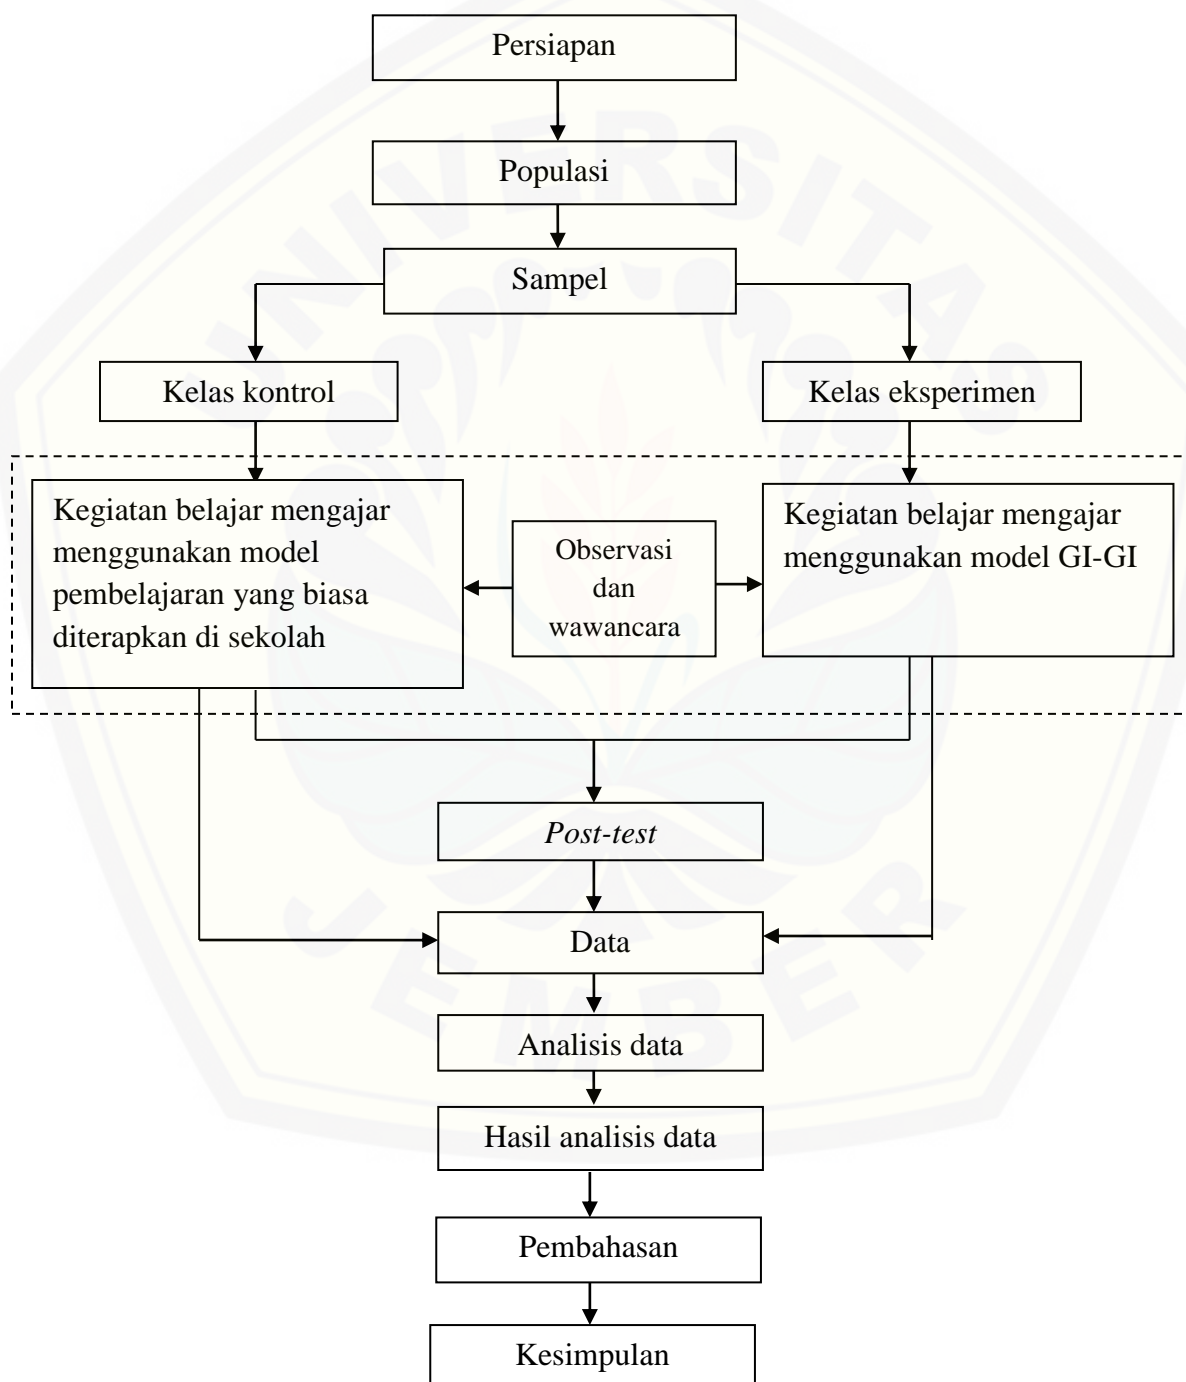 Persiapan
Populasi
Sampel
Kelas kontrol
Kelas eksperimen
Kegiatan belajar mengajar
menggunakan model
pembelajaran yang biasa
diterapkan di sekolah
Observasi
dan
wawancara
Kegiatan belajar mengajar
menggunakan model GI-GI
Post-test
Data
Analisis data
Hasil analisis data
Pembahasan
Kesimpulan
UNIVERSITAS
JEMBER